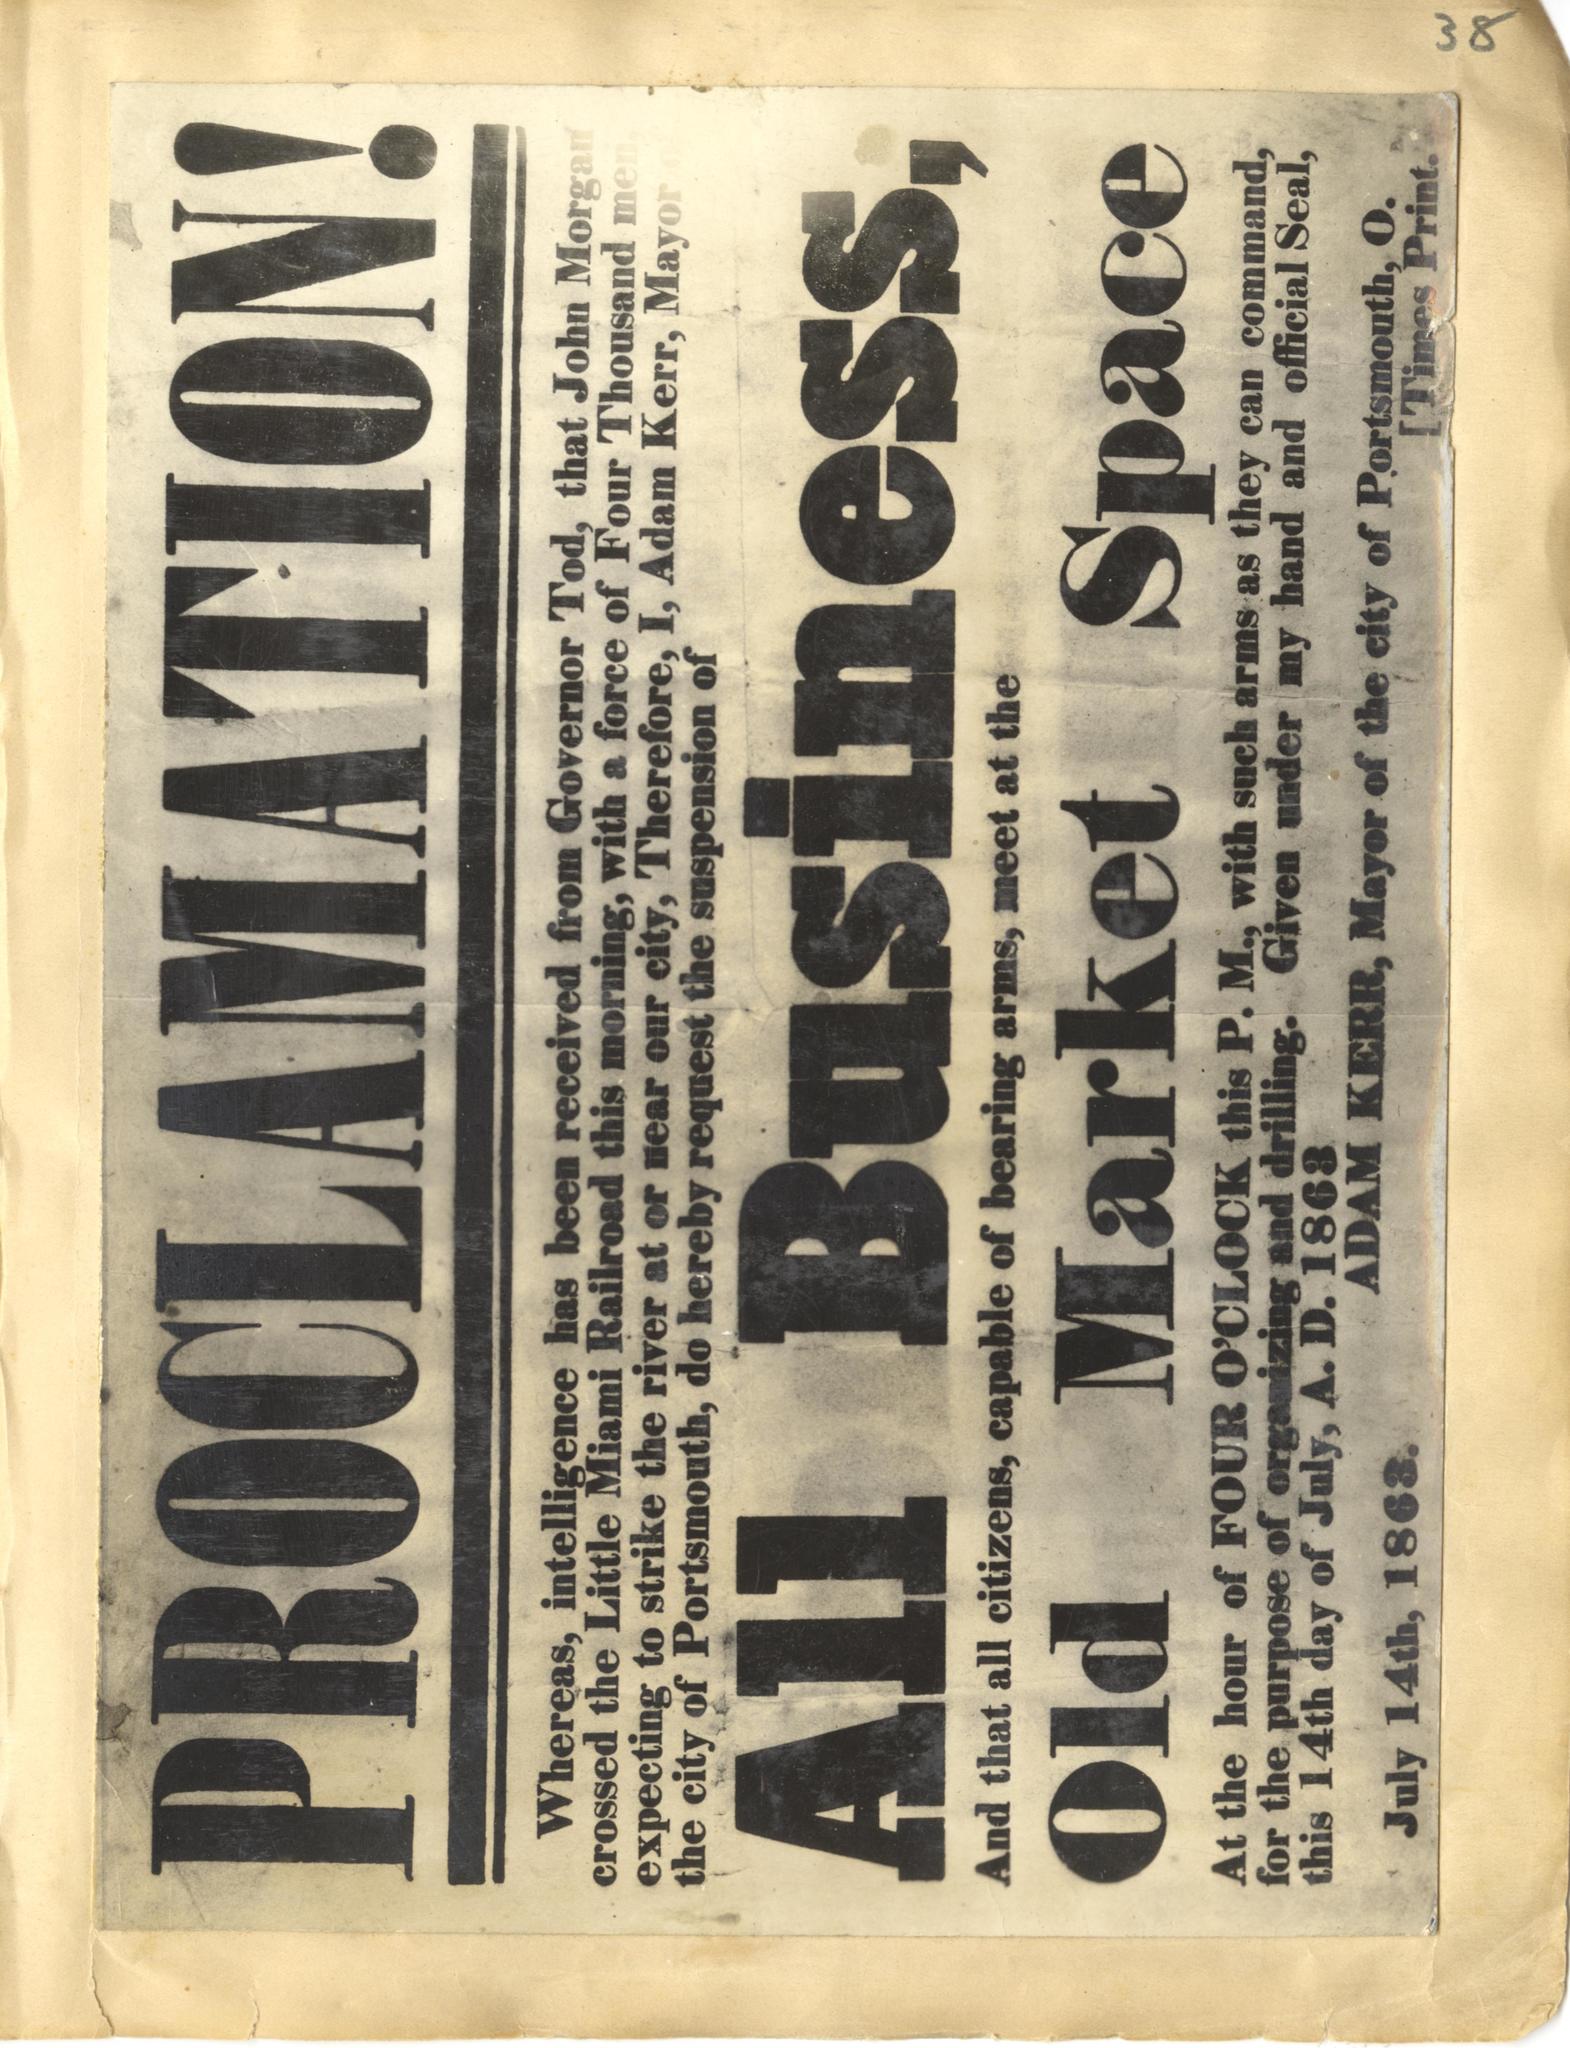 38
PROCLAMATION!
Whereas, intelligence has been received from Governor Tod, that John Morgan
crossed the Little Miami Railroad this morning, with a force of Four Thousand men,
expecting to strike the river at or near our city, Therefore, I, Adam Kerr, Mayor of
the city of Portsmouth, do hereby request the suspension of
All Business,
And that all citizens, capable of bearing arms, meet at the
Old Market Space
At the hour of FOUR O'CLOCK this P. M., with such arms as they can command,
for the purpose of organizing and drilling. Given under my hand and official Seal,
this 14th day of July, A. D. 1863
ADAM KERR, Mayor of the city of Portsmouth, O.
July 14th, 1863.
[Times Print.